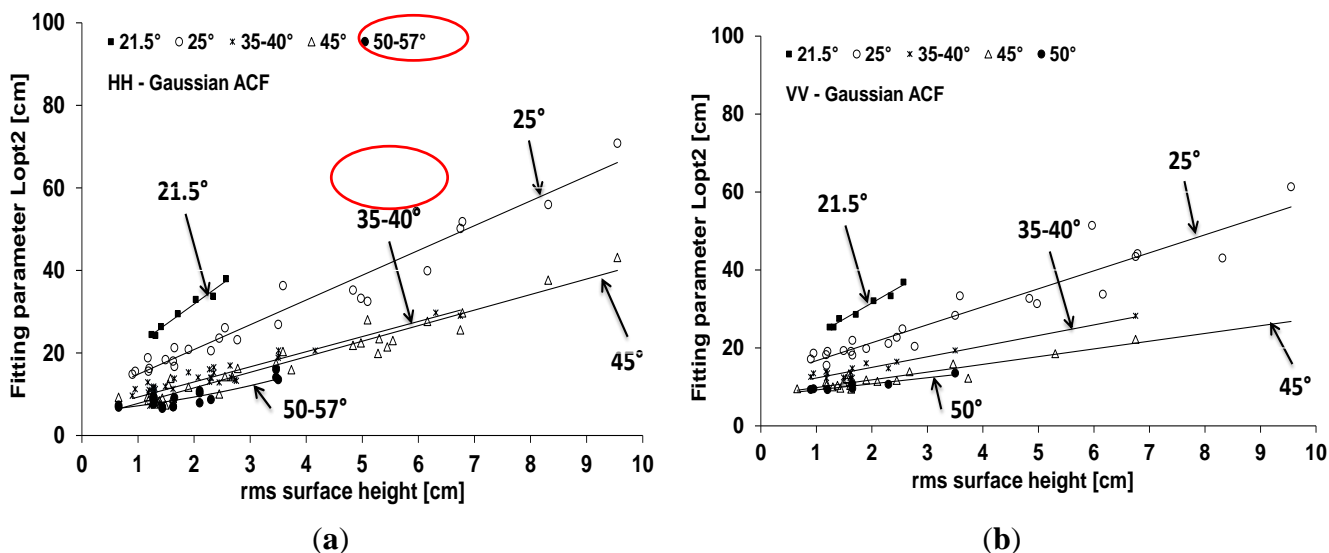 100
80
60
40
20
0
Fitting parameter Lopt2 [cm]
■ 21.5° ○ 25° ж 35-40° △ 45° ● 50-57°
HH - Gaussian ACF
25°
21.5°
35-40°
45°
50-57°
0 1 2 3 4 5 6 7 8 9 10
rms surface height [cm]
(a)
100
80
60
40
20
0
Fitting parameter Lopt2 [cm]
■ 21.5° ○ 25° ж 35-40° △ 45° ● 50°
VV - Gaussian ACF
25°
21.5°
35-40°
45°
50°
0 1 2 3 4 5 6 7 8 9 10
rms surface height [cm]
(b)